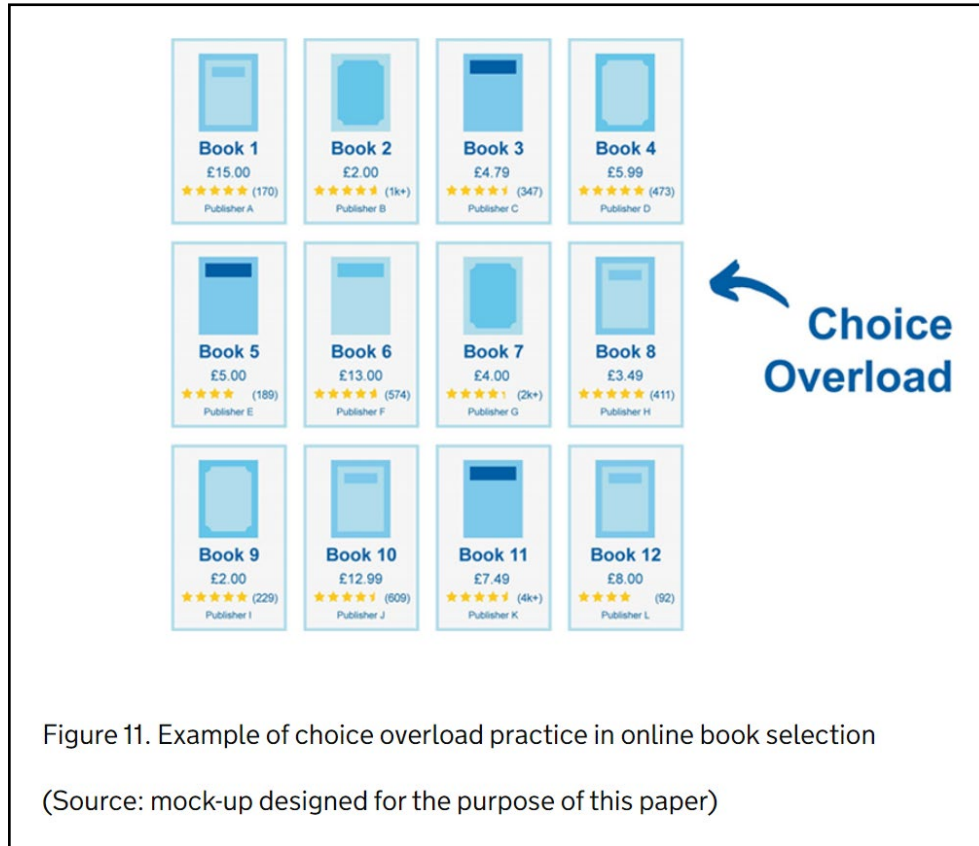 Book 1
£15.00
(170)
Publisher A
Book 2
£2.00
(1k+)
Publisher B
Book 3
£4.79
(347)
Publisher C
Book 4
£5.99
(473)
Publisher D
Book 5
£5.00
(189)
Publisher E
Book 6
£13.00
(574)
Publisher F
Book 7
£4.00
(2k+)
Publisher G
Book 8
£3.49
(411)
Publisher H
Book 9
£2.00
(229)
Publisher I
Book 10
£12.99
(609)
Publisher J
Book 11
£7.49
(4k+)
Publisher K
Book 12
£8.00
(92)
Publisher L
Choice
Overload
Figure 11. Example of choice overload practice in online book selection
(Source: mock-up designed for the purpose of this paper)